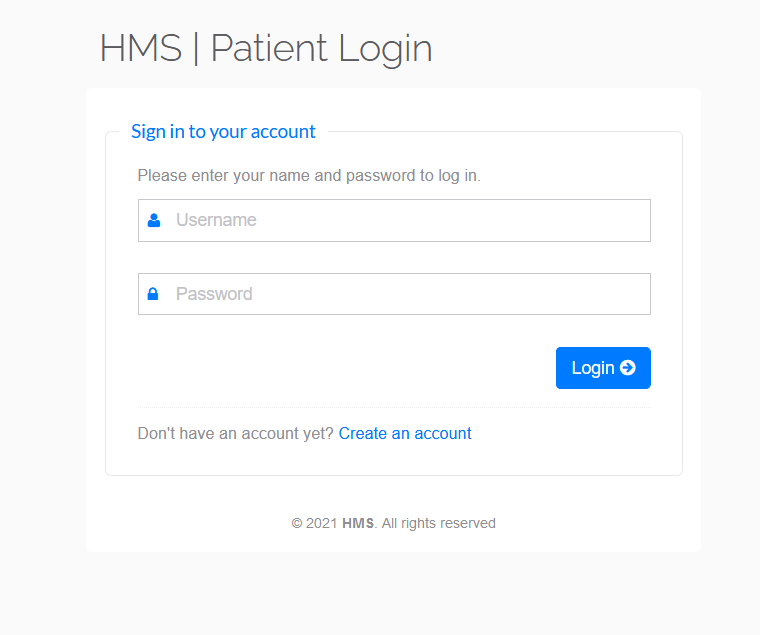 HMS | Patient Login
Sign in to your account
Please enter your name and password to log in.
Username
Password
Login
Don't have an account yet? Create an account
© 2021 HMS. All rights reserved